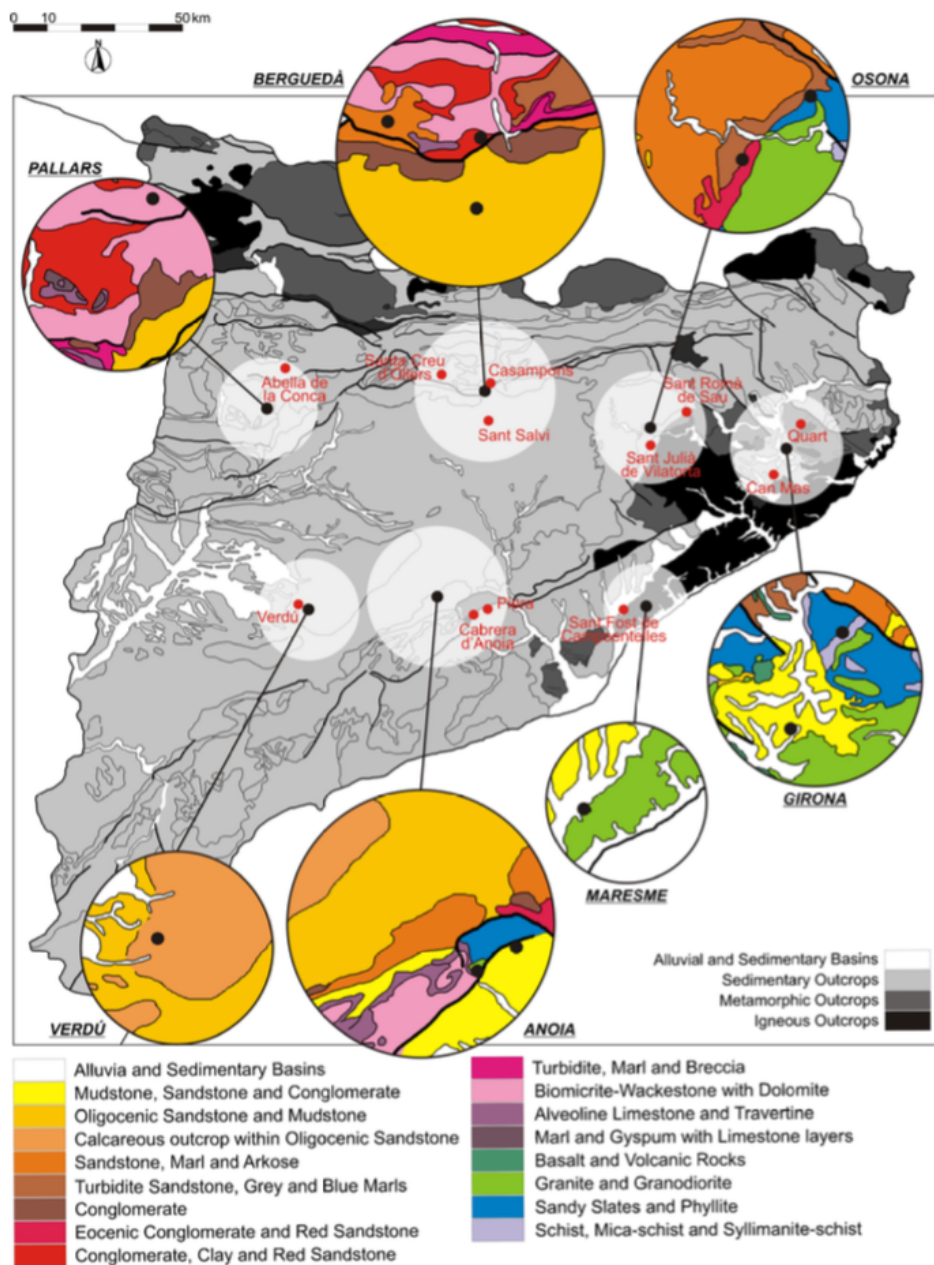 0 10 50 km
N
BERGUEDÀ
OSONA
PALLARS
Abella de
la Conca
Santa Creu
d'Ollers
Casampons
Sant Salvi
Sant Romà
de Sau
Sant Julià
de Vilatorta
Quart
Can Mas
Verdú
Piera
Cabrera
d'Anoia
Sant Fost de
Campsentelles
GIRONA
MARESME
VERDÚ
ANOIA
Alluvial and Sedimentary Basins
Sedimentary Outcrops
Metamorphic Outcrops
Igneous Outcrops
Alluvia and Sedimentary Basins
Mudstone, Sandstone and Conglomerate
Oligocenic Sandstone and Mudstone
Calcareous outcrop within Oligocenic Sandstone
Sandstone, Marl and Arkose
Turbidite Sandstone, Grey and Blue Marls
Conglomerate
Eocenic Conglomerate and Red Sandstone
Conglomerate, Clay and Red Sandstone
Turbidite, Marl and Breccia
Biomicrite-Wackestone with Dolomite
Alveoline Limestone and Travertine
Marl and Gyspum with Limestone layers
Basalt and Volcanic Rocks
Granite and Granodiorite
Sandy Slates and Phyllite
Schist, Mica-schist and Syllimanite-schist